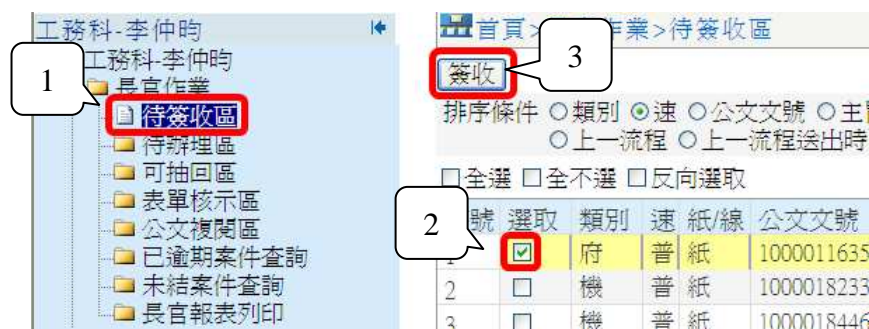 工務科-李仲昀
工務科-李仲昀
長官作業
待簽收區
待辦理區
可抽回區
表單核示區
公文複閱區
已逾期案件查詢
未結案件查詢
長官報表列印
1
首頁>作業>待簽收區
3
簽收
排序條件 ○類別 ◉速 ○公文文號 ○主
○上一流程 ○上一流程送出時
□全選 □全不選 □反向選取
2
號 選取 類別 速 紙/線 公文文號
1 ☑ 府 普 紙 1000011635
2 □ 機 普 紙 1000018233
3 □ 機 普 紙 1000018446